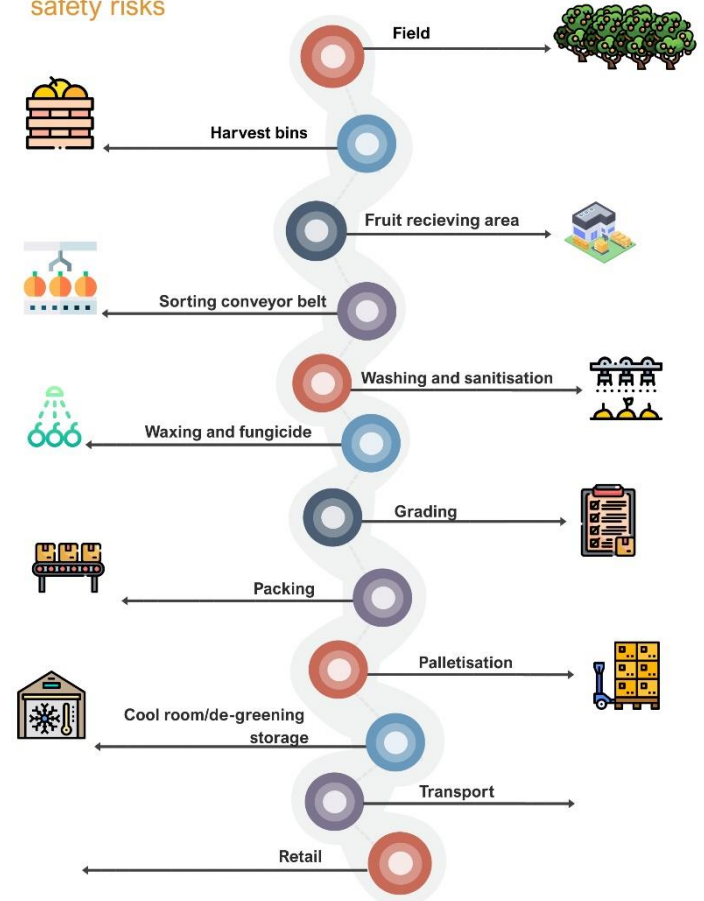 safety risks
Field
Harvest bins
Fruit recieving area
Sorting conveyor belt
Washing and sanitisation
Waxing and fungicide
Grading
Packing
Palletisation
Cool room/de-greening
storage
Transport
Retail